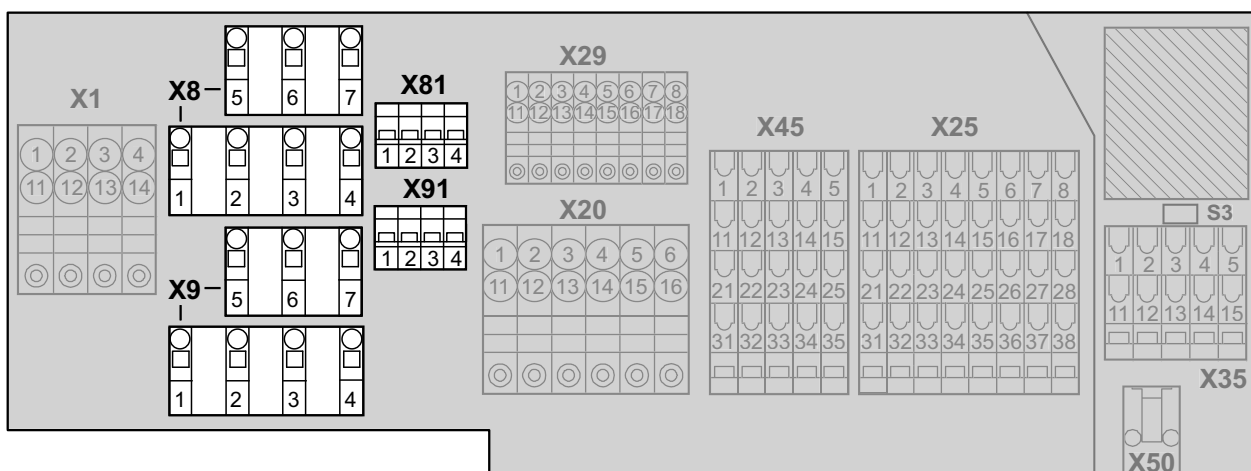 X1
1 2 3 4
11 12 13 14
X8
5 6 7
1 2 3 4
X9
5 6 7
1 2 3 4
X81
1 2 3 4
X91
1 2 3 4
X29
1 2 3 4 5 6 7 8
11 12 13 14 15 16 17 18
X20
1 2 3 4 5 6
11 12 13 14 15 16
X45
1 2 3 4 5
11 12 13 14 15
21 22 23 24 25
31 32 33 34 35
X25
1 2 3 4 5 6 7 8
11 12 13 14 15 16 17 18
21 22 23 24 25 26 27 28
31 32 33 34 35 36 37 38
S3
1 2 3 4 5
11 12 13 14 15
X35
X50